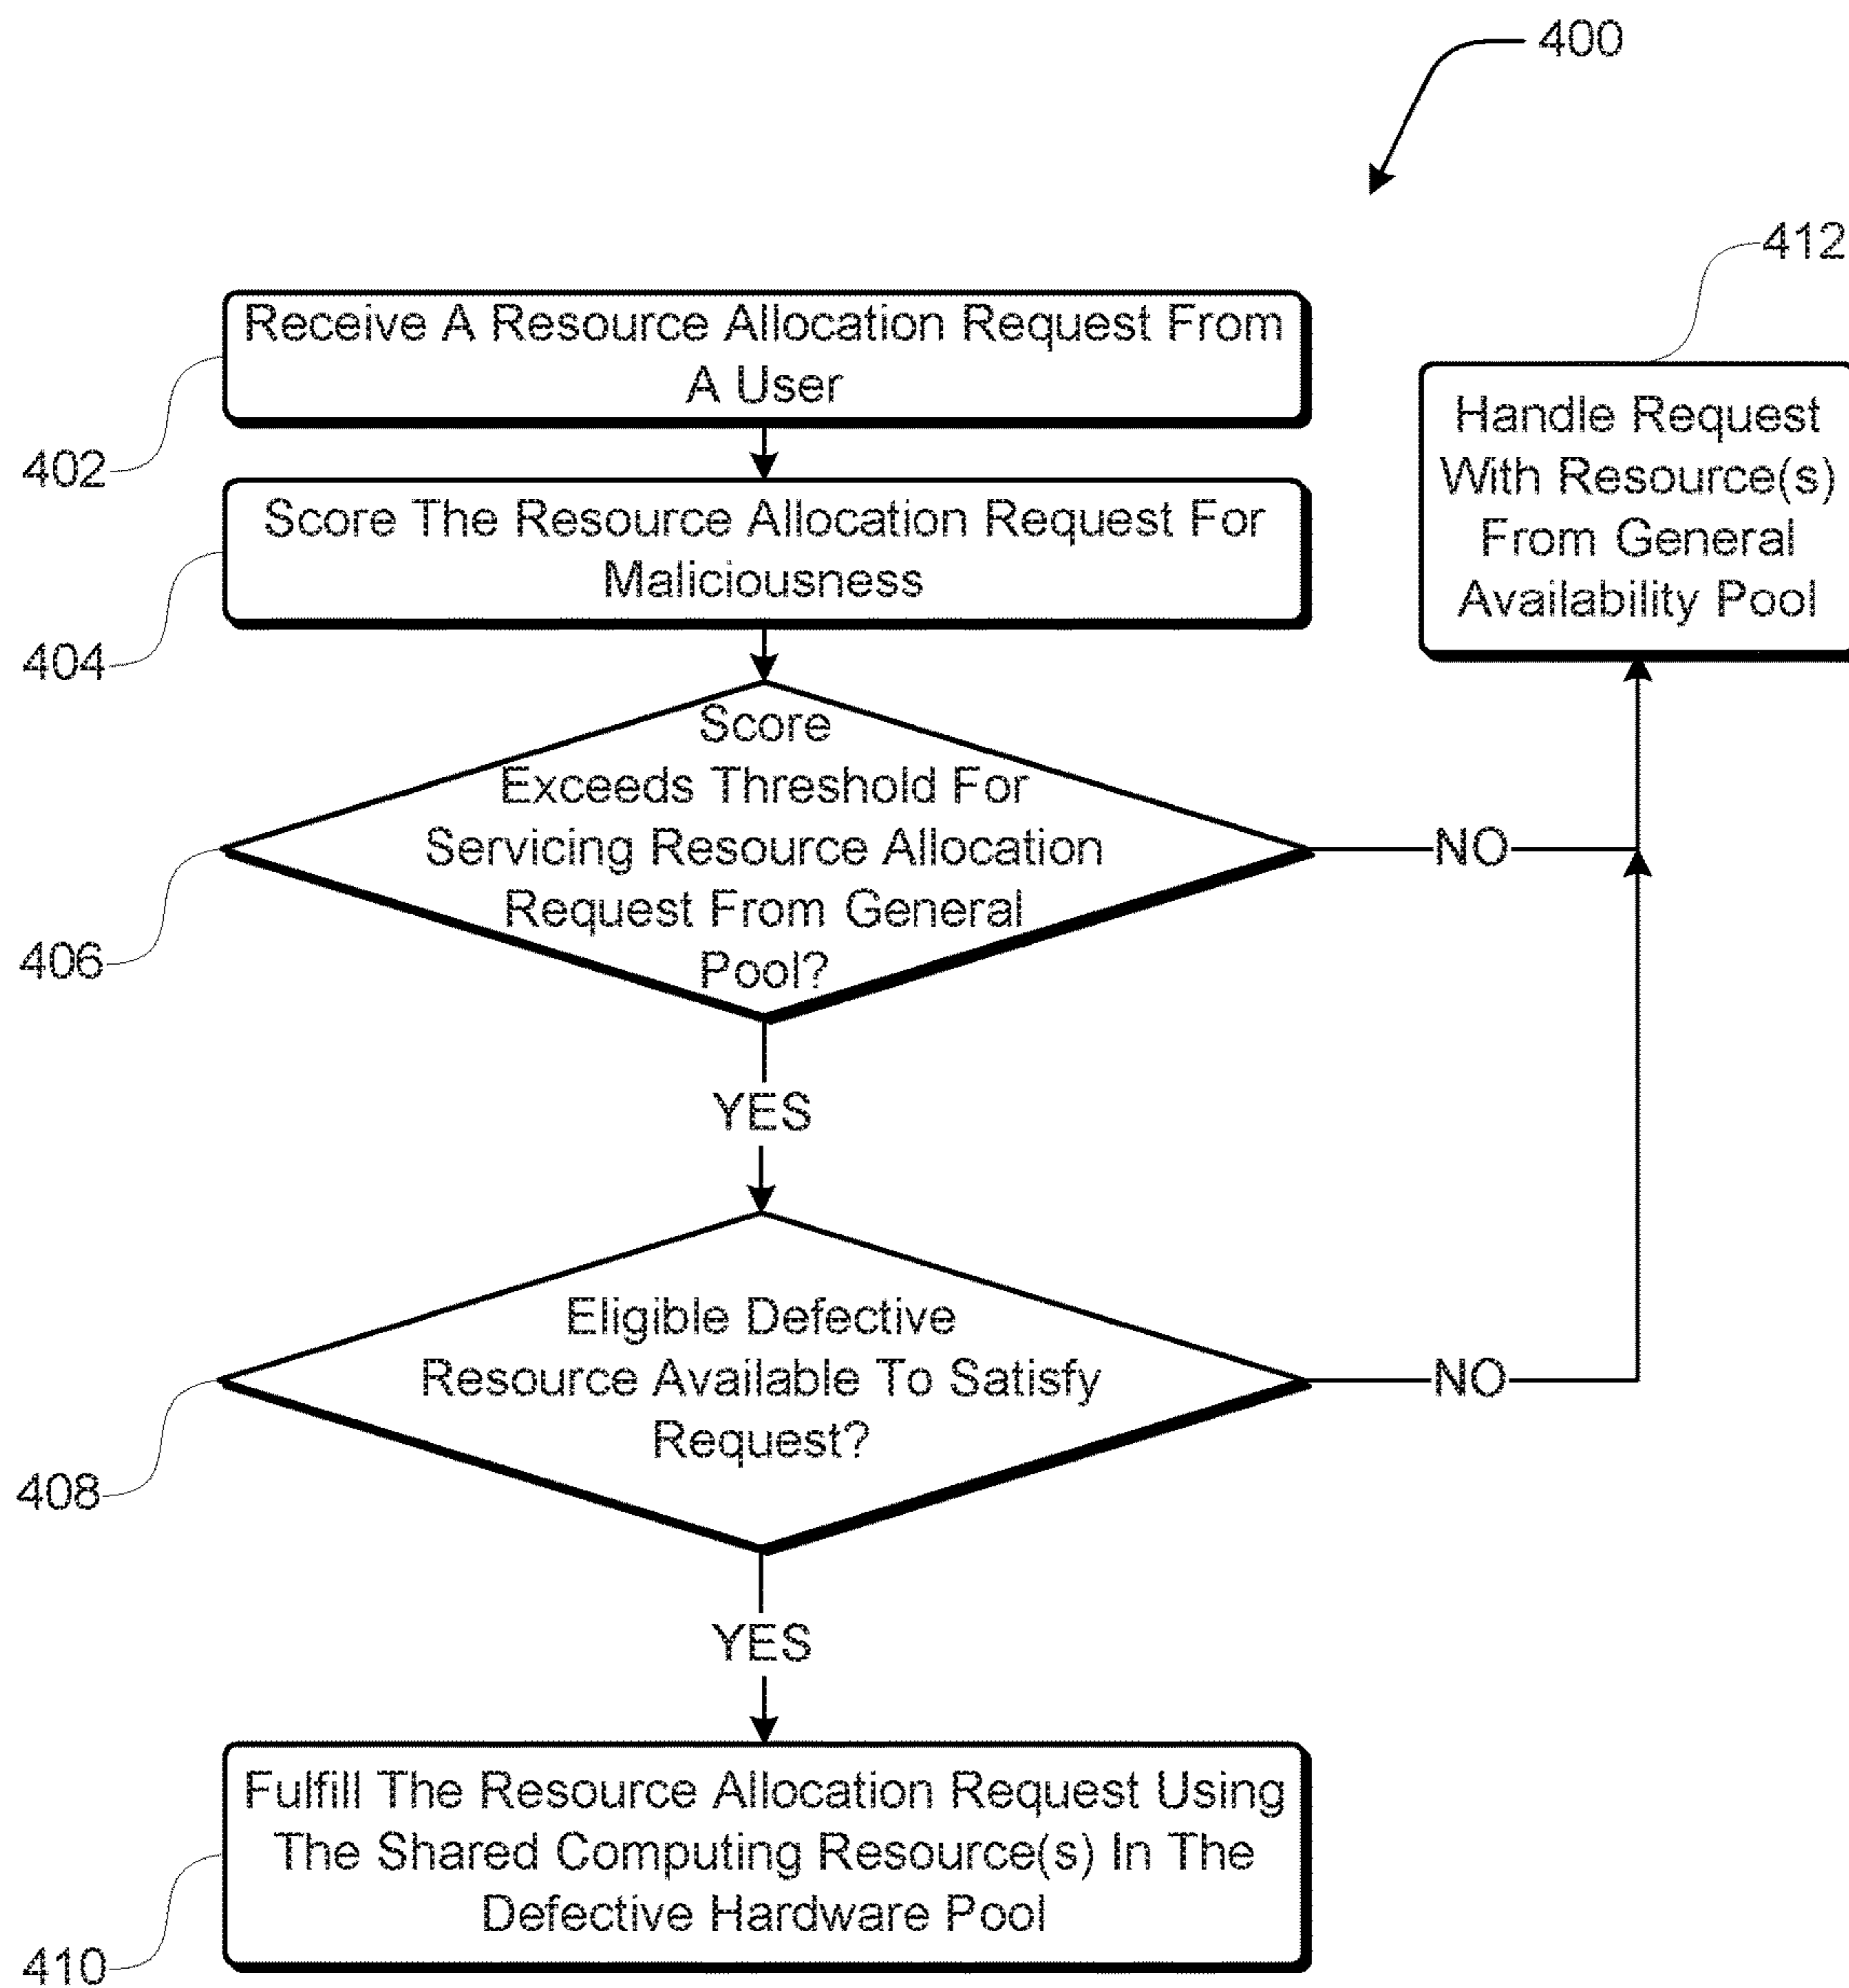 400
412
Receive A Resource Allocation Request From
A User
402
Score The Resource Allocation Request For
Maliciousness
404
Handle Request
With Resource(s)
From General
Availability Pool
Score
Exceeds Threshold For
Servicing Resource Allocation
Request From General
Pool?
406
NO
YES
Eligible Defective
Resource Available To Satisfy
Request?
408
NO
YES
Fulfill The Resource Allocation Request Using
The Shared Computing Resource(s) In The
Defective Hardware Pool
410